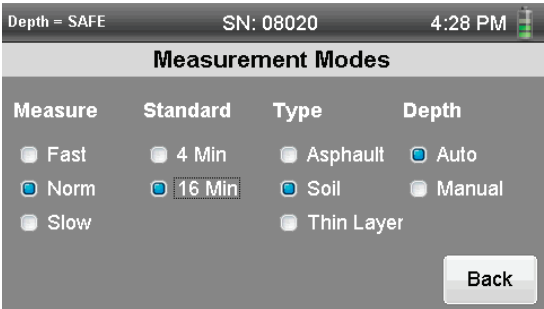 Depth = SAFE SN: 08020 4:28 PM
Measurement Modes
Measure Standard Type Depth
Fast 4 Min Asphault Auto
Norm 16 Min Soil Manual
Slow Thin Layer
Back